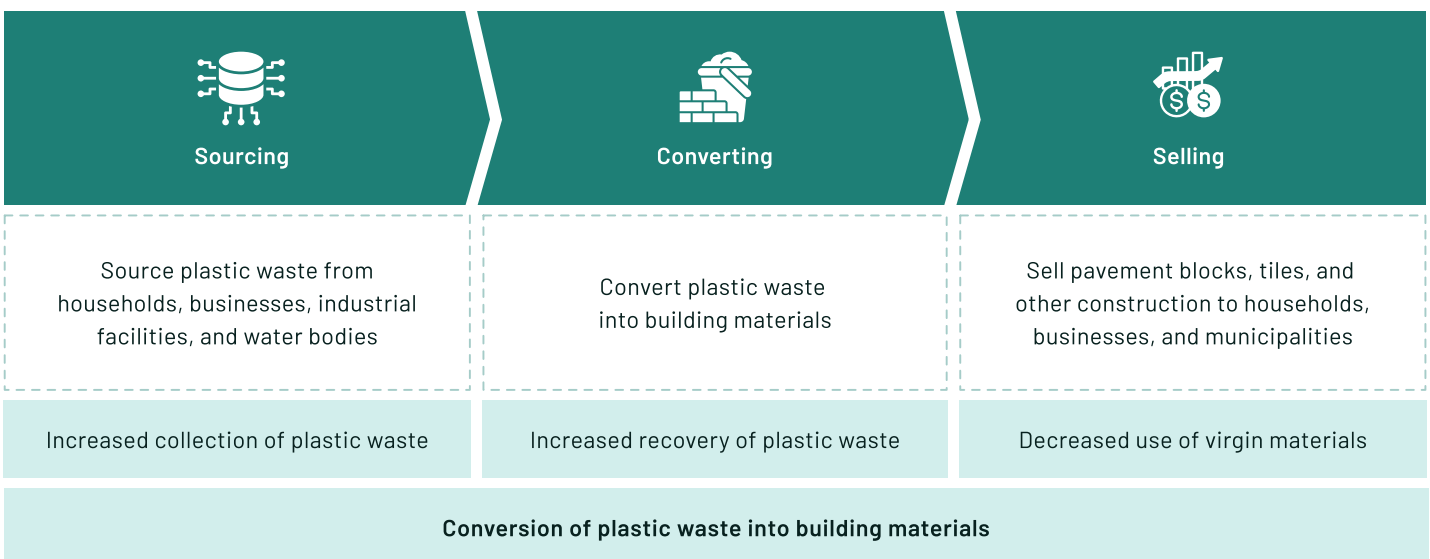 Sourcing
Converting
Selling
Source plastic waste from
households, businesses, industrial
facilities, and water bodies
Convert plastic waste
into building materials
Sell pavement blocks, tiles, and
other construction to households,
businesses, and municipalities
Increased collection of plastic waste
Increased recovery of plastic waste
Decreased use of virgin materials
Conversion of plastic waste into building materials